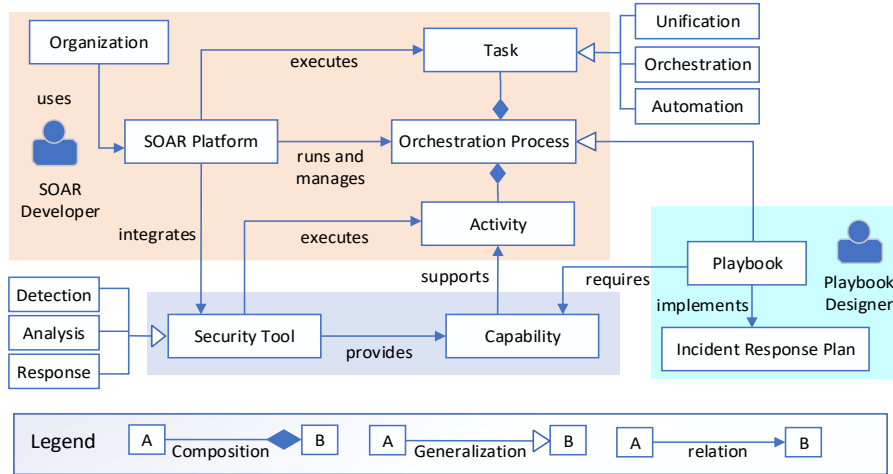 Unification
Organization
Task
executes
Orchestration
uses
Automation
SOAR Platform
Orchestration Process
runs and
manages
SOAR
Developer
Activity
integrates
executes
supports
requires
Playbook
Playbook
Designer
implements
Detection
Analysis
Response
Security Tool
provides
Capability
Incident Response Plan
Legend
A
Composition
B
A
Generalization
B
A
relation
B